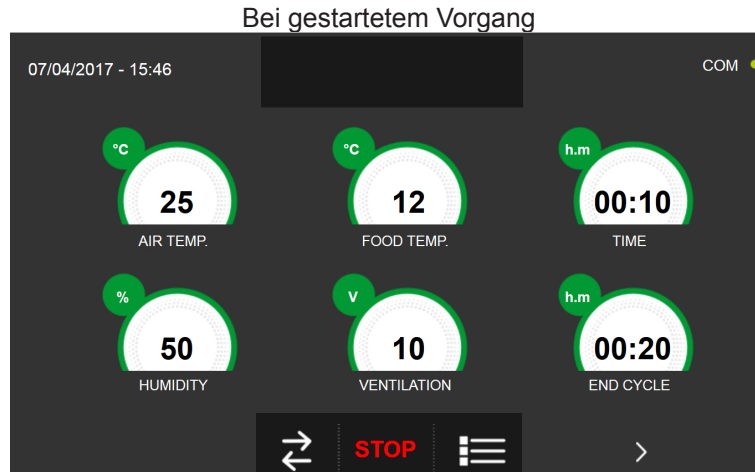 Bei gestartetem Vorgang
07/04/2017 - 15:46 COM
°C °C h.m
25 12 00:10
AIR TEMP. FOOD TEMP. TIME
% V h.m
50 10 00:20
HUMIDITY VENTILATION END CYCLE
STOP